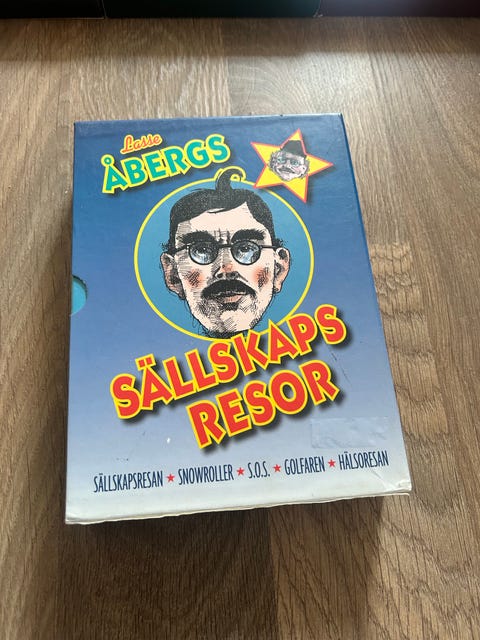 Lasse
ÅBERGS
SÄLLSKAPS
RESOR
SÄLLSKAPSRESAN ★ SNOWROLLER ★ S.O.S. ★ GOLFAREN ★ HÄLSORESAN